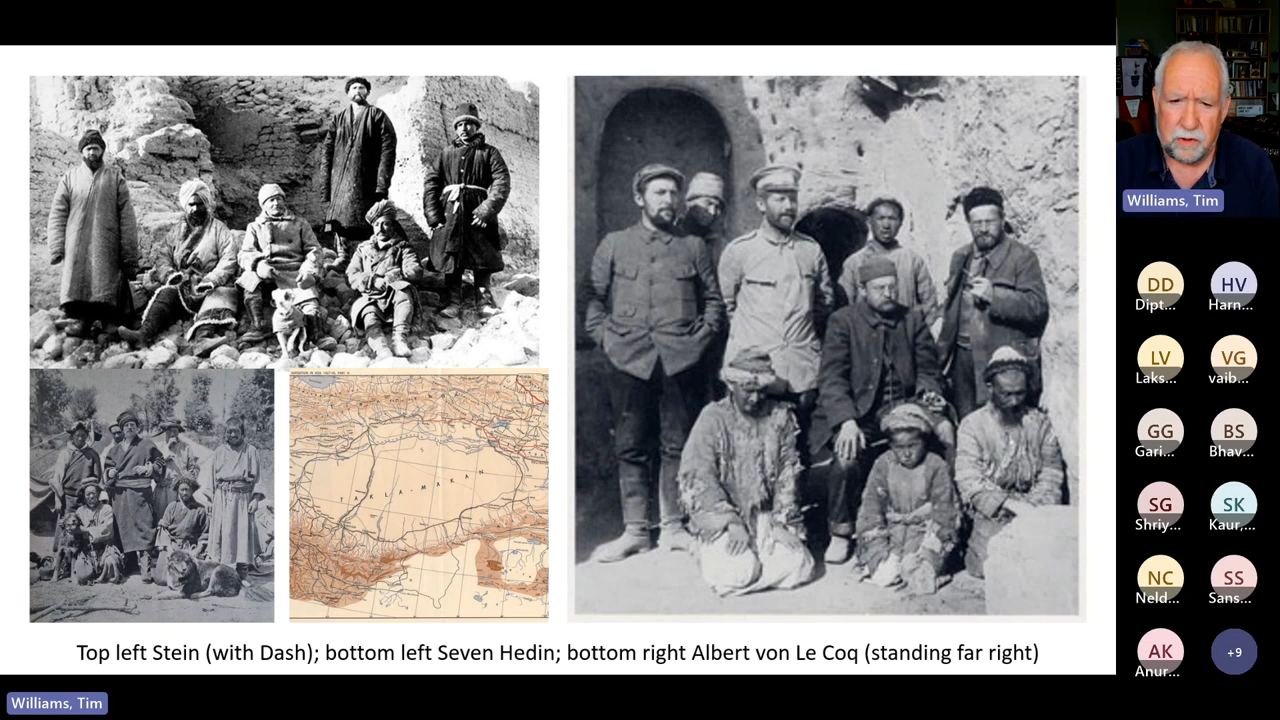 TAKLA-MAKAN
Top left Stein (with Dash); bottom left Seven Hedin; bottom right Albert von Le Coq (standing far right)
Williams, Tim
Williams, Tim
DD
Dipt...
HV
Harn...
LV
Laks...
VG
vaib...
GG
Gari...
BS
Bhav...
SG
Shriy...
SK
Kaur,...
NC
Neld...
SS
Sans...
AK
Anur...
+9